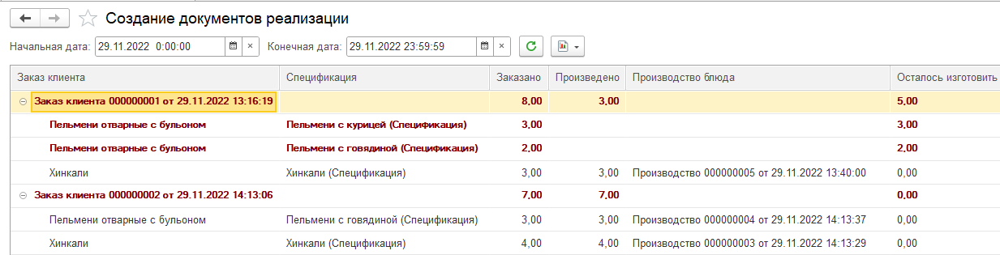 Создание документов реализации
Начальная дата: 29.11.2022 0:00:00 × Конечная дата: 29.11.2022 23:59:59 ×
Заказ клиента Спецификация Заказано Произведено Производство блюда Осталось изготовить
Заказ клиента 000000001 от 29.11.2022 13:16:19 8,00 3,00 5,00
Пельмени отварные с бульоном Пельмени с курицей (Спецификация) 3,00 3,00
Пельмени отварные с бульоном Пельмени с говядиной (Спецификация) 2,00 2,00
Хинкали Хинкали (Спецификация) 3,00 3,00 Производство 000000005 от 29.11.2022 13:40:00 0,00
Заказ клиента 000000002 от 29.11.2022 14:13:06 7,00 7,00 0,00
Пельмени отварные с бульоном Пельмени с говядиной (Спецификация) 3,00 3,00 Производство 000000004 от 29.11.2022 14:13:37 0,00
Хинкали Хинкали (Спецификация) 4,00 4,00 Производство 000000003 от 29.11.2022 14:13:29 0,00